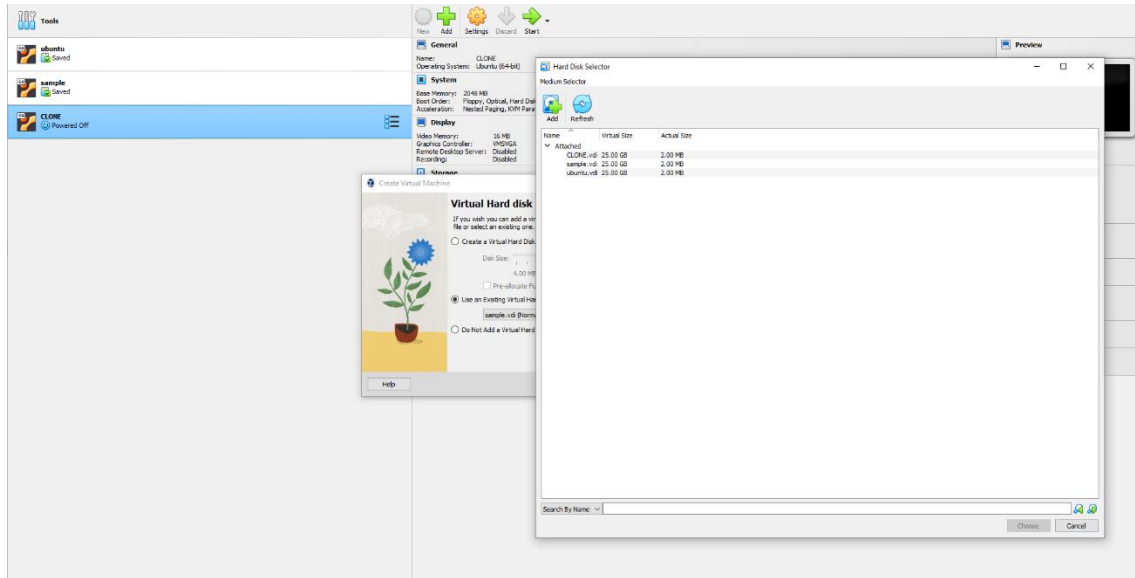 Tools
New Add Settings Discard Start
ubuntu
Saved
sample
Saved
CLONE
Powered Off
General
Name: CLONE
Operating System: Ubuntu (64-bit)
System
Base Memory: 2048 MB
Boot Order: Floppy, Optical, Hard Disk
Acceleration: Nested Paging, KVM Para
Display
Video Memory: 16 MB
Graphics Controller: VMSVGA
Remote Desktop Server: Disabled
Recording: Disabled
Storage
Preview
Create Virtual Machine
Virtual Hard disk
If you wish you can add a vir
file or select an existing one.
Create a Virtual Hard Disk
Disk Size:
4.00 MB
Pre-allocate Fu
Use an Existing Virtual Har
sample.vdi (Norma
Do Not Add a Virtual Hard
Help
Hard Disk Selector
Medium Selector
Add Refresh
Name Virtual Size Actual Size
Attached
CLONE.vdi 25.00 GB 2.00 MB
sample.vdi 25.00 GB 2.00 MB
ubuntu.vdi 25.00 GB 2.00 MB
Search By Name
Choose Cancel